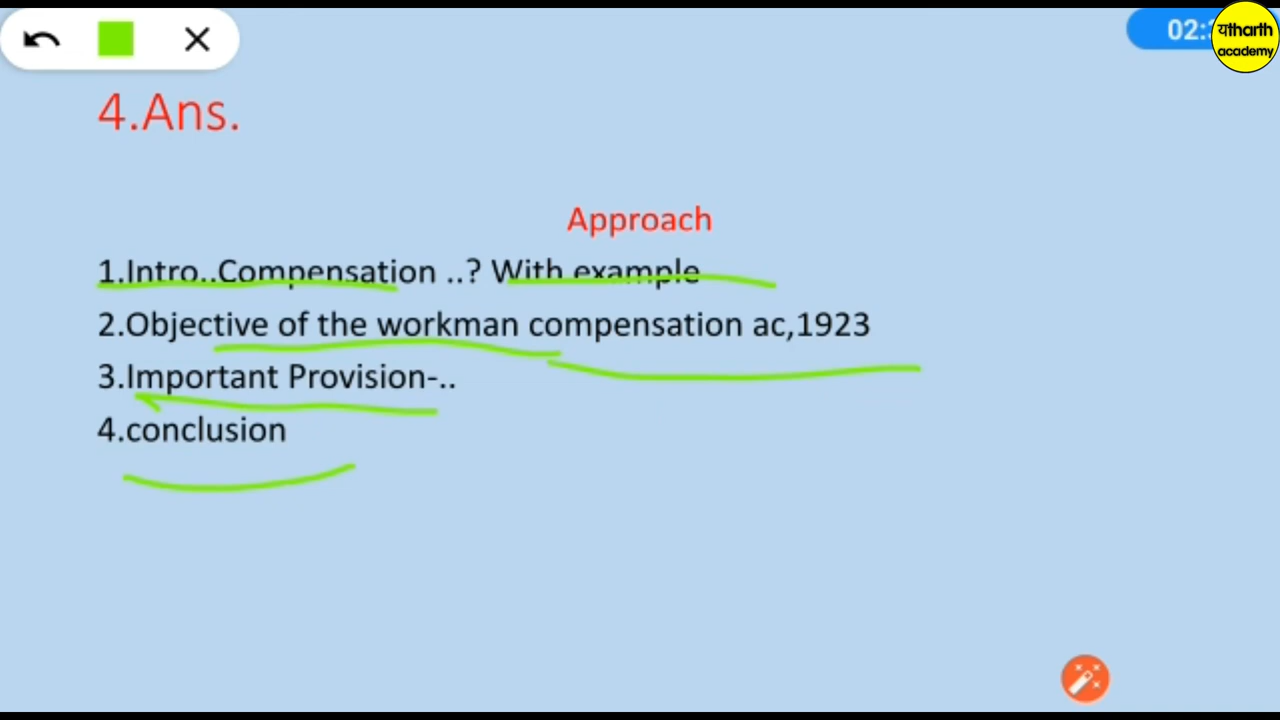 02:
यtharth
academy
4.Ans.
Approach
1.Intro..Compensation ..? With example
2.Objective of the workman compensation ac,1923
3.Important Provision-..
4.conclusion